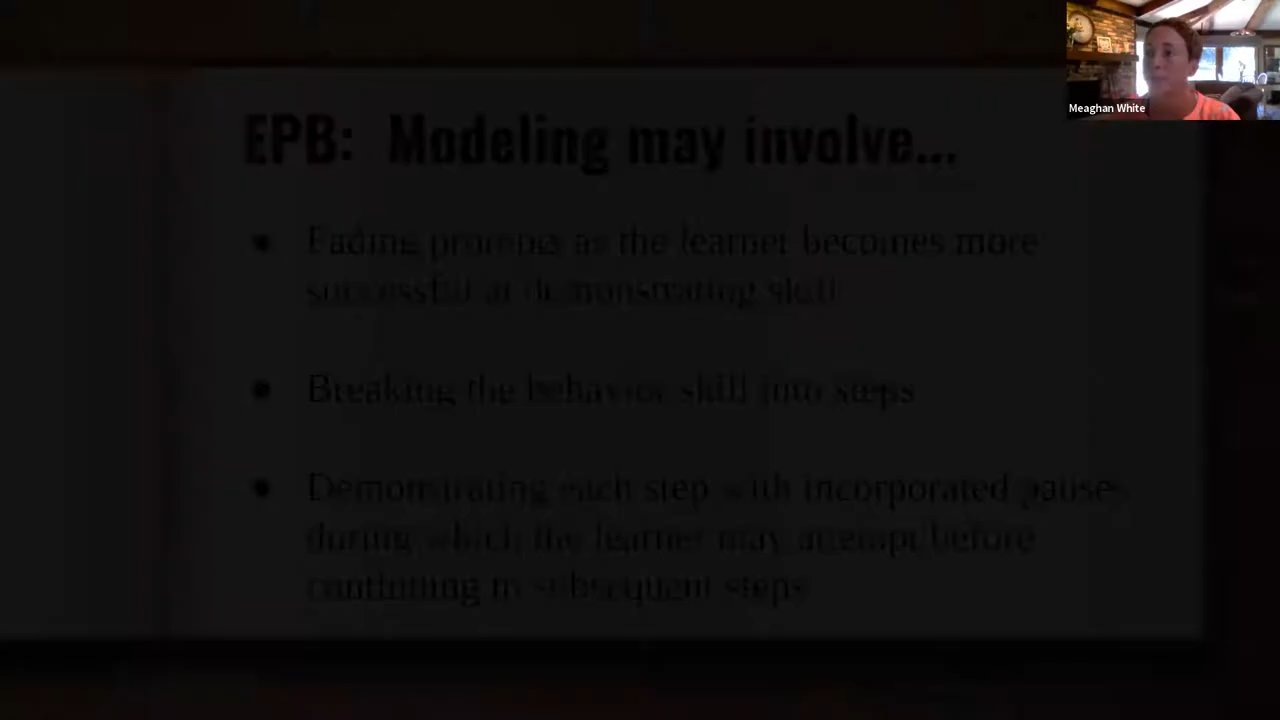 EPB: Modeling may involve...
Fading prompts as the learner becomes more
successful at demonstrating skill
Breaking the behavior skill into steps
Demonstrating each step with incorporated pauses
during which the learner may attempt before
continuing to subsequent steps
Meaghan White